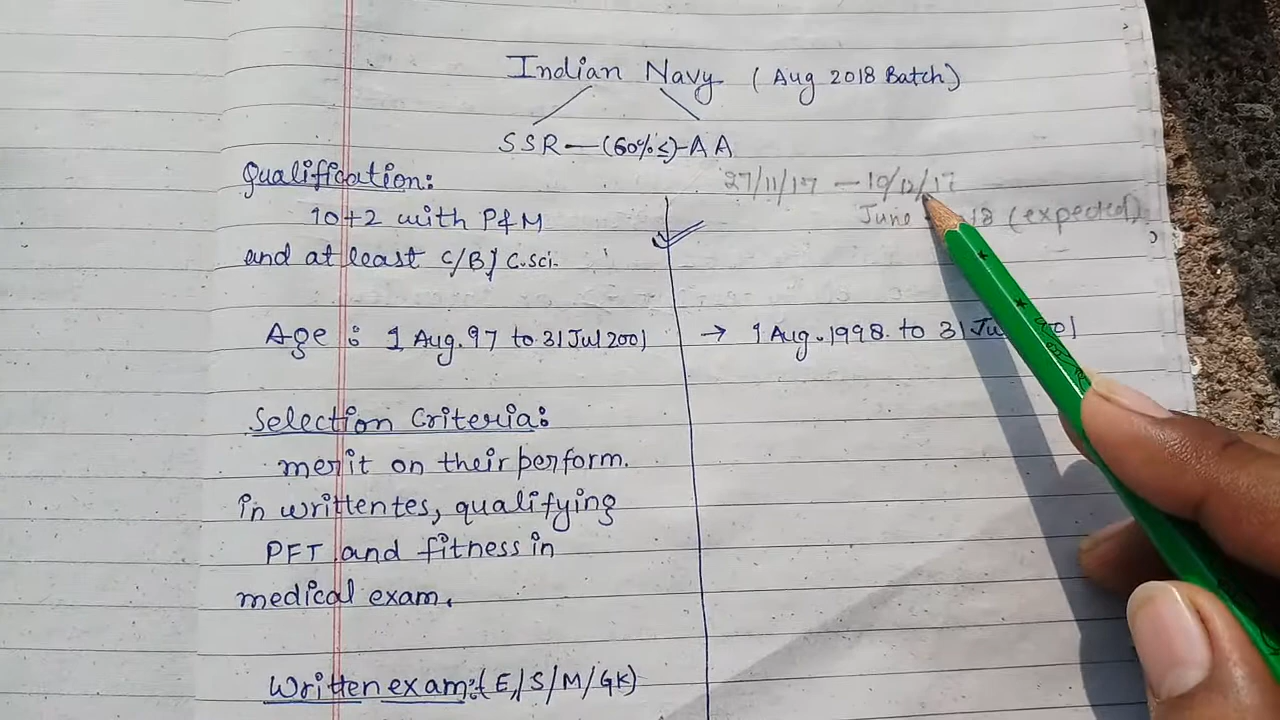 Indian Navy (Aug 2018 Batch)
SSR—(60%≤)-AA
Qualification:
27/11/17 — 10/12/17
10+2 with P&M
June 18 (expected)
and at least C/B/C.sci.
Age: 1 Aug. 97 to 31 Jul 2001 → 1 Aug. 1998. to 31
Selection Criteria:
merit on their perform.
in written tes, qualifying
PFT and fitness in
medical exam.
Written exam:( E/S/M/GK)